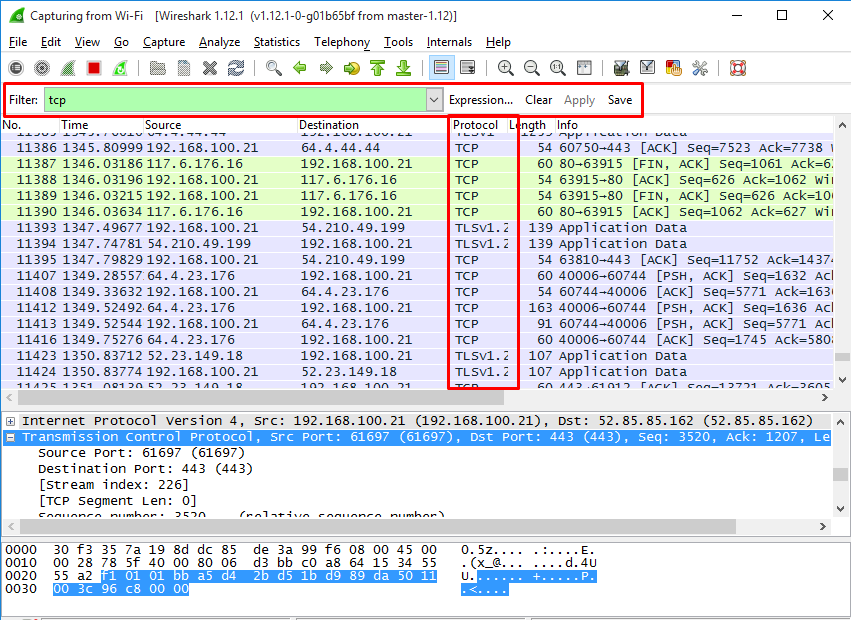 Capturing from Wi-Fi [Wireshark 1.12.1 (v1.12.1-0-g01b65bf from master-1.12)]
File Edit View Go Capture Analyze Statistics Telephony Tools Internals Help
Filter: tcp Expression... Clear Apply Save
No. Time Source Destination Protocol Length Info
11386 1345.80999 192.168.100.21 64.4.44.44 TCP 54 60750→443 [ACK] Seq=7523 Ack=7738 W
11387 1346.03186 117.6.176.16 192.168.100.21 TCP 60 80→63915 [FIN, ACK] Seq=1061 Ack=62
11388 1346.03196 192.168.100.21 117.6.176.16 TCP 54 63915→80 [ACK] Seq=626 Ack=1062 Win
11389 1346.03215 192.168.100.21 117.6.176.16 TCP 54 63915→80 [FIN, ACK] Seq=626 Ack=106
11390 1346.03634 117.6.176.16 192.168.100.21 TCP 60 80→63915 [ACK] Seq=1062 Ack=627 Win
11393 1347.49677 192.168.100.21 54.210.49.199 TLSv1.2 139 Application Data
11394 1347.74781 54.210.49.199 192.168.100.21 TLSv1.2 139 Application Data
11395 1347.79829 192.168.100.21 54.210.49.199 TCP 54 63810→443 [ACK] Seq=11752 Ack=14374
11407 1349.28557 64.4.23.176 192.168.100.21 TCP 60 40006→60744 [PSH, ACK] Seq=1632 Ac
11408 1349.33632 192.168.100.21 64.4.23.176 TCP 54 60744→40006 [ACK] Seq=5771 Ack=1636
11412 1349.52492 64.4.23.176 192.168.100.21 TCP 163 40006→60744 [PSH, ACK] Seq=1636 Ac
11413 1349.52544 192.168.100.21 64.4.23.176 TCP 91 60744→40006 [PSH, ACK] Seq=5771 Ac
11416 1349.75276 64.4.23.176 192.168.100.21 TCP 60 40006→60744 [ACK] Seq=1745 Ack=5808
11423 1350.83712 52.23.149.18 192.168.100.21 TLSv1.2 107 Application Data
11424 1350.83774 192.168.100.21 52.23.149.18 TLSv1.2 107 Application Data
Internet Protocol Version 4, Src: 192.168.100.21 (192.168.100.21), Dst: 52.85.85.162 (52.85.85.162)
Transmission Control Protocol, Src Port: 61697 (61697), Dst Port: 443 (443), Seq: 3520, Ack: 1207, Le
Source Port: 61697 (61697)
Destination Port: 443 (443)
[Stream index: 226]
[TCP Segment Len: 0]
Sequence number: 3520 (relative sequence number)
0000 30 f3 35 7a 19 8d dc 85 de 3a 99 f6 08 00 45 00 0.5z.... .:....E.
0010 00 28 78 5f 40 00 80 06 d3 bb c0 a8 64 15 34 55 .(x_@... ....d.4U
0020 55 a2 f1 01 01 bb a5 d4 2b d5 1b d9 89 da 50 11 U....... +.....P.
0030 00 3c 96 c8 00 00 .<....